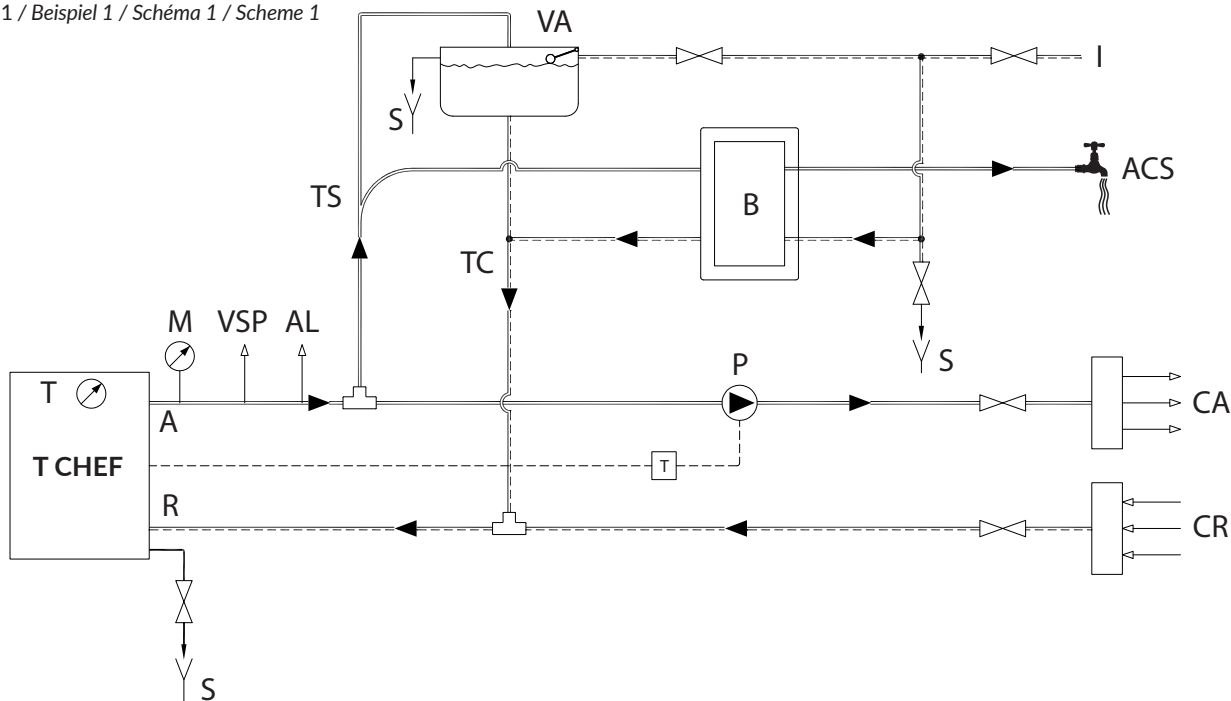 1 / Beispiel 1 / Schéma 1 / Scheme 1
VA
I
S
ACS
TS
B
TC
M VSP AL
S
P
T
A
CA
T CHEF
T
R
CR
S